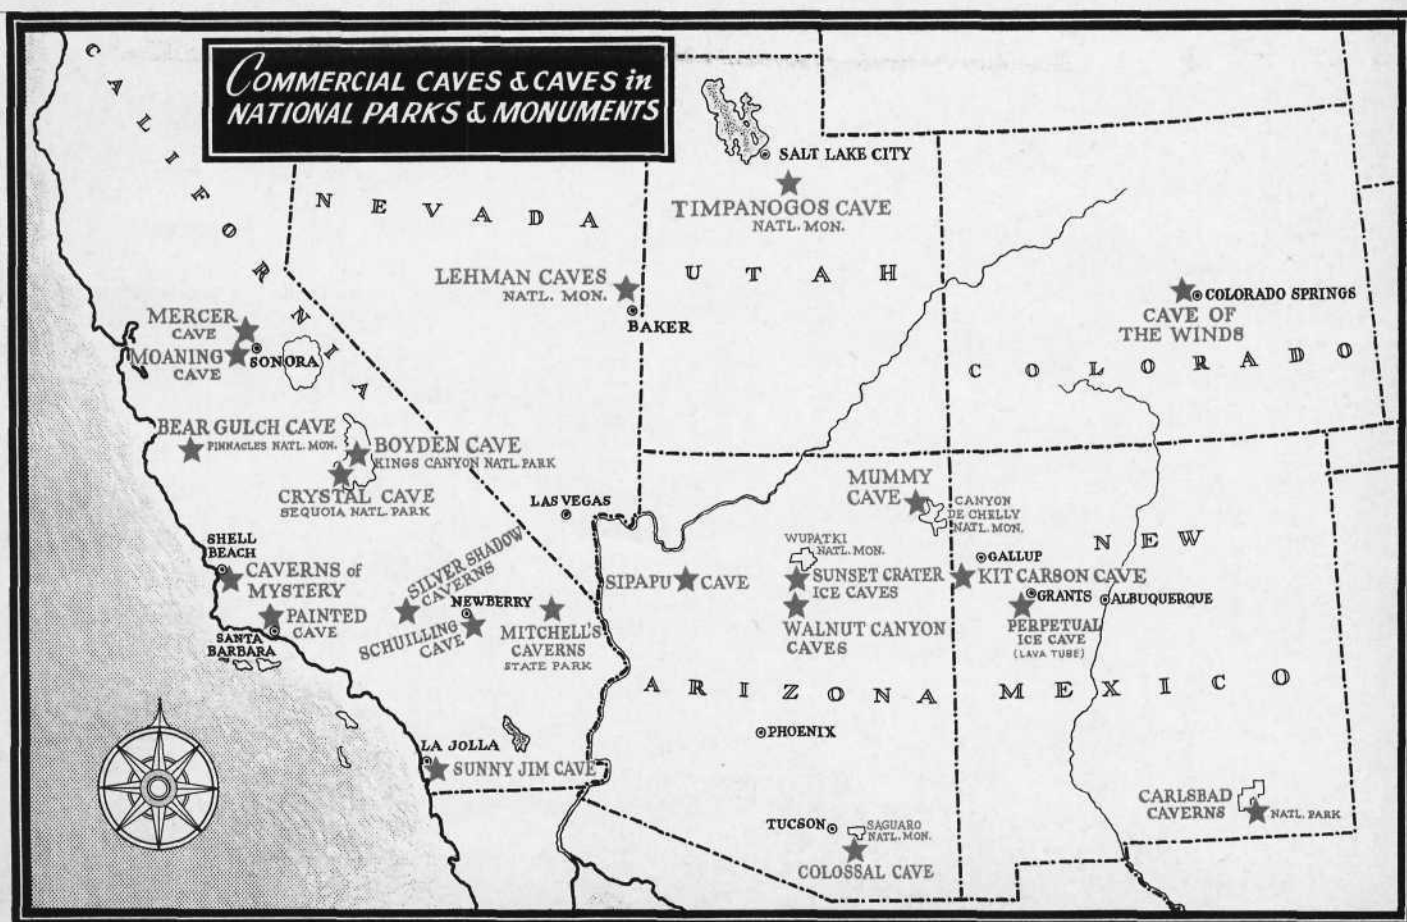 COMMERCIAL CAVES & CAVES in
NATIONAL PARKS & MONUMENTS
CALIFORNIA
NEVADA
UTAH
COLORADO
ARIZONA
NEW
MEXICO
SALT LAKE CITY
TIMPANOGOS CAVE
NATL. MON.
LEHMAN CAVES
NATL. MON.
BAKER
COLORADO SPRINGS
CAVE OF
THE WINDS
MERCER
CAVE
MOANING
CAVE
SONORA
BEAR GULCH CAVE
PINNACLES NATL. MON.
BOYDEN CAVE
KINGS CANYON NATL. PARK
CRYSTAL CAVE
SEQUOIA NATL. PARK
LAS VEGAS
MUMMY
CAVE
CANYON
DE CHELLY
NATL. MON.
SHELL
BEACH
CAVERNS of
MYSTERY
PAINTED
CAVE
SANTA
BARBARA
SILVER SHADOW
CAVERNS
NEWBERRY
SCHUILLING
CAVE
MITCHELL'S
CAVERNS
STATE PARK
SIPAPU CAVE
WUPATKI
NATL. MON.
SUNSET CRATER
ICE CAVES
WALNUT CANYON
CAVES
GALLUP
KIT CARSON CAVE
GRANTS
ALBUQUERQUE
PERPETUAL
ICE CAVE
(LAVA TUBE)
PHOENIX
LA JOLLA
SUNNY JIM CAVE
TUCSON
SAGUARO
NATL. MON.
COLOSSAL CAVE
CARLSBAD
CAVERNS
NATL. PARK